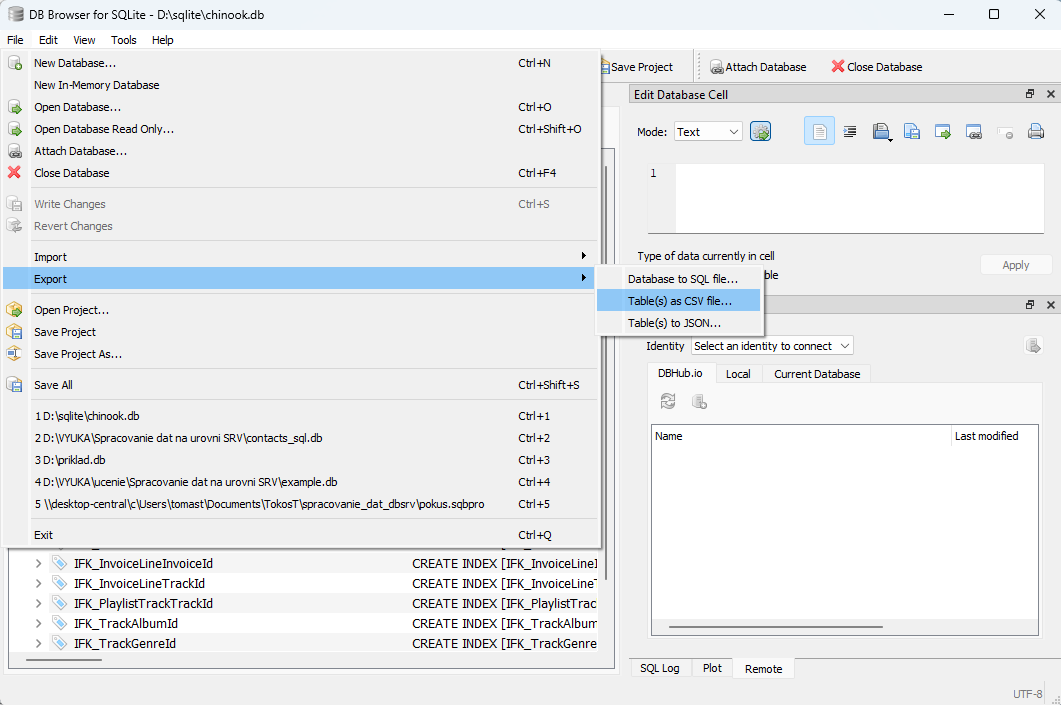 DB Browser for SQLite - D:\sqlite\chinook.db
File Edit View Tools Help
New Database... Ctrl+N
New In-Memory Database
Open Database... Ctrl+O
Open Database Read Only... Ctrl+Shift+O
Attach Database...
Close Database Ctrl+F4
Write Changes Ctrl+S
Revert Changes
Import
Export
Open Project...
Save Project
Save Project As...
Save All Ctrl+Shift+S
1 D:\sqlite\chinook.db Ctrl+1
2 D:\VYUKA\Spracovanie dat na urovni SRV\contacts_sql.db Ctrl+2
3 D:\priklad.db Ctrl+3
4 D:\VYUKA\ucenie\Spracovanie dat na urovni SRV\example.db Ctrl+4
5 \\desktop-central\c\Users\tomast\Documents\TokosT\spracovanie_dat_dbsrv\pokus.sqbpro Ctrl+5
Exit Ctrl+Q
Database to SQL file...
Table(s) as CSV file...
Table(s) to JSON...
IFK_InvoiceLineInvoiceId CREATE INDEX [IFK_InvoiceLineI
IFK_InvoiceLineTrackId CREATE INDEX [IFK_InvoiceLineT
IFK_PlaylistTrackTrackId CREATE INDEX [IFK_PlaylistTrac
IFK_TrackAlbumId CREATE INDEX [IFK_TrackAlbum
IFK_TrackGenreId CREATE INDEX [IFK_TrackGenre
Save Project Attach Database Close Database
Edit Database Cell
Mode: Text
1
Type of data currently in cell
ble
Apply
Identity Select an identity to connect
DBHub.io Local Current Database
Name Last modified
SQL Log Plot Remote
UTF-8